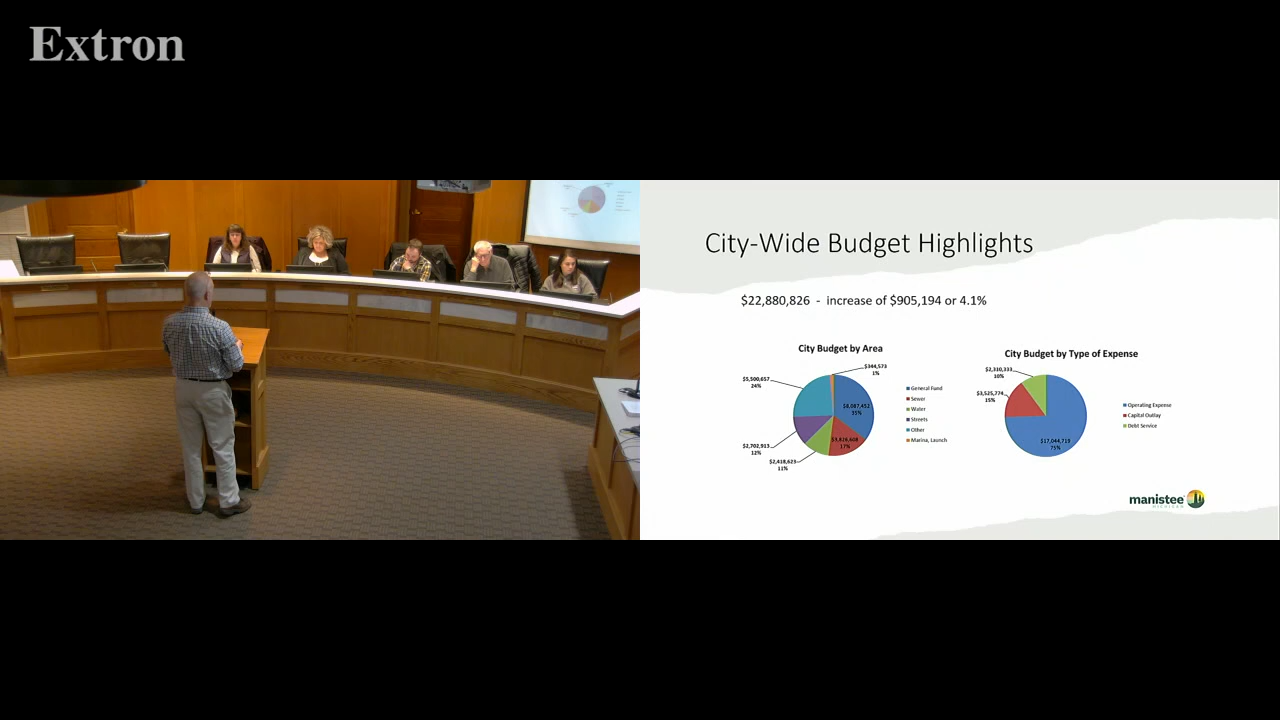 Extron
City-Wide Budget Highlights
$22,880,826 - increase of $905,194 or 4.1%
City Budget by Area
$344,573
1%
$5,500,657
24%
$8,087,452
35%
$3,826,608
17%
$2,702,913
12%
$2,418,623
11%
General Fund
Sewer
Water
Streets
Other
Marina, Launch
City Budget by Type of Expense
$2,310,333
10%
$3,525,774
15%
$17,044,719
75%
Operating Expense
Capital Outlay
Debt Service
manistee
MICHIGAN